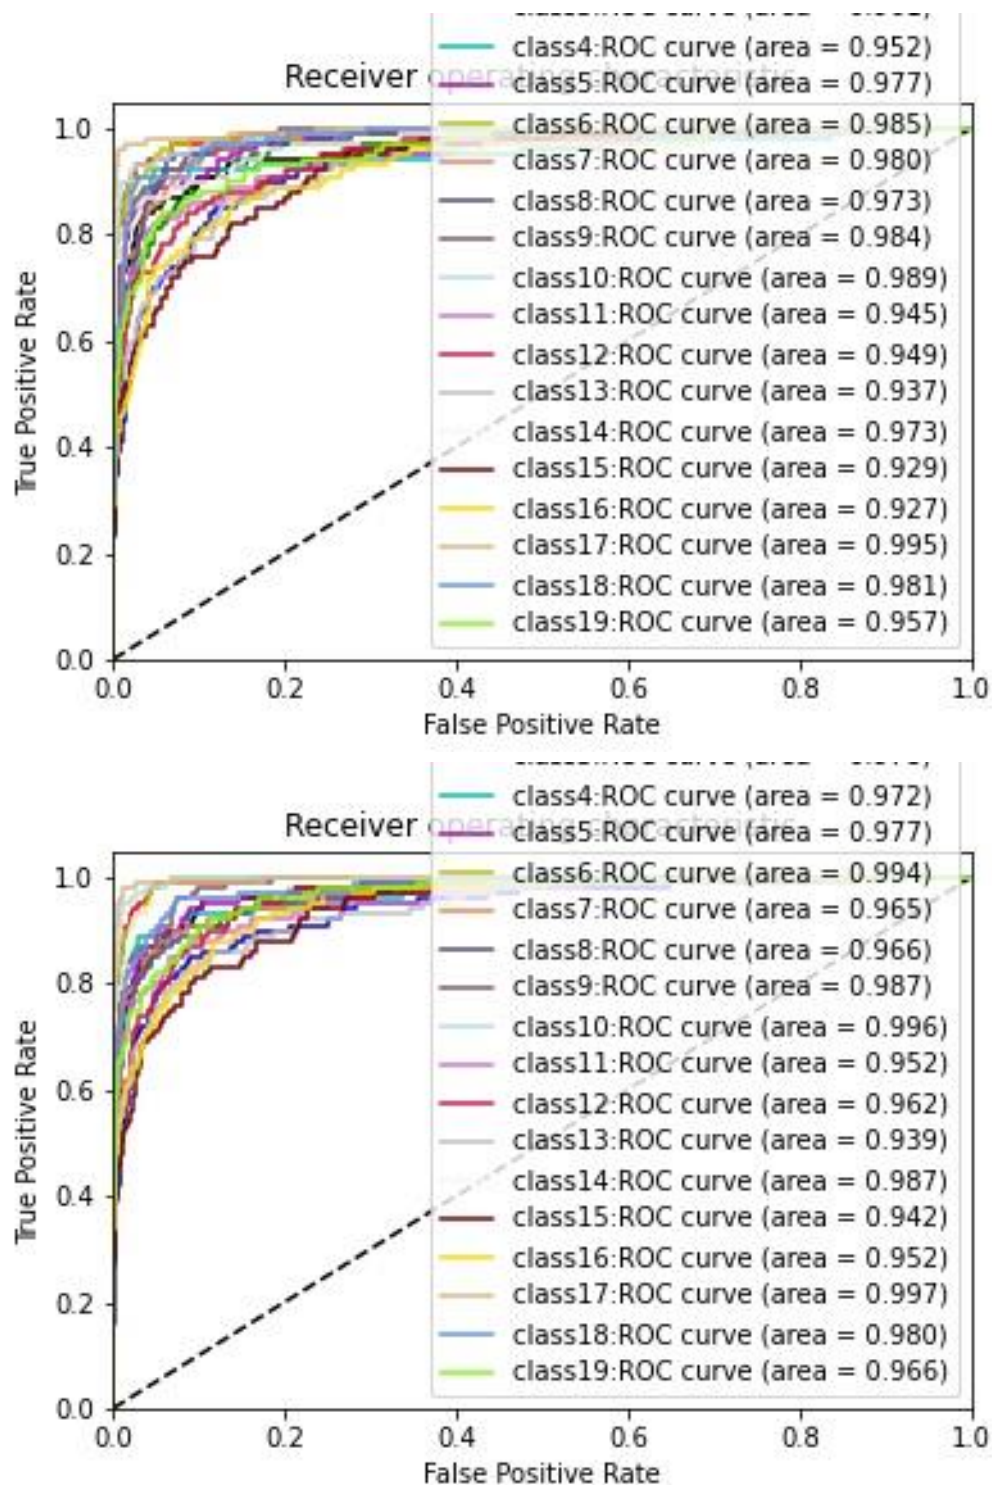 class4:ROC curve (area = 0.952)
Receiver operating characteristic
class5:ROC curve (area = 0.977)
1.0
class6:ROC curve (area = 0.985)
class7:ROC curve (area = 0.980)
class8:ROC curve (area = 0.973)
0.8
class9:ROC curve (area = 0.984)
class10:ROC curve (area = 0.989)
class11:ROC curve (area = 0.945)
0.6
class12:ROC curve (area = 0.949)
class13:ROC curve (area = 0.937)
class14:ROC curve (area = 0.973)
0.4
class15:ROC curve (area = 0.929)
class16:ROC curve (area = 0.927)
class17:ROC curve (area = 0.995)
0.2
class18:ROC curve (area = 0.981)
class19:ROC curve (area = 0.957)
0.0
True Positive Rate
0.0 0.2 0.4 0.6 0.8 1.0
False Positive Rate
class4:ROC curve (area = 0.972)
Receiver operating characteristic
class5:ROC curve (area = 0.977)
1.0
class6:ROC curve (area = 0.994)
class7:ROC curve (area = 0.965)
class8:ROC curve (area = 0.966)
0.8
class9:ROC curve (area = 0.987)
class10:ROC curve (area = 0.996)
class11:ROC curve (area = 0.952)
0.6
class12:ROC curve (area = 0.962)
class13:ROC curve (area = 0.939)
class14:ROC curve (area = 0.987)
0.4
class15:ROC curve (area = 0.942)
class16:ROC curve (area = 0.952)
class17:ROC curve (area = 0.997)
0.2
class18:ROC curve (area = 0.980)
class19:ROC curve (area = 0.966)
0.0
True Positive Rate
0.0 0.2 0.4 0.6 0.8 1.0
False Positive Rate